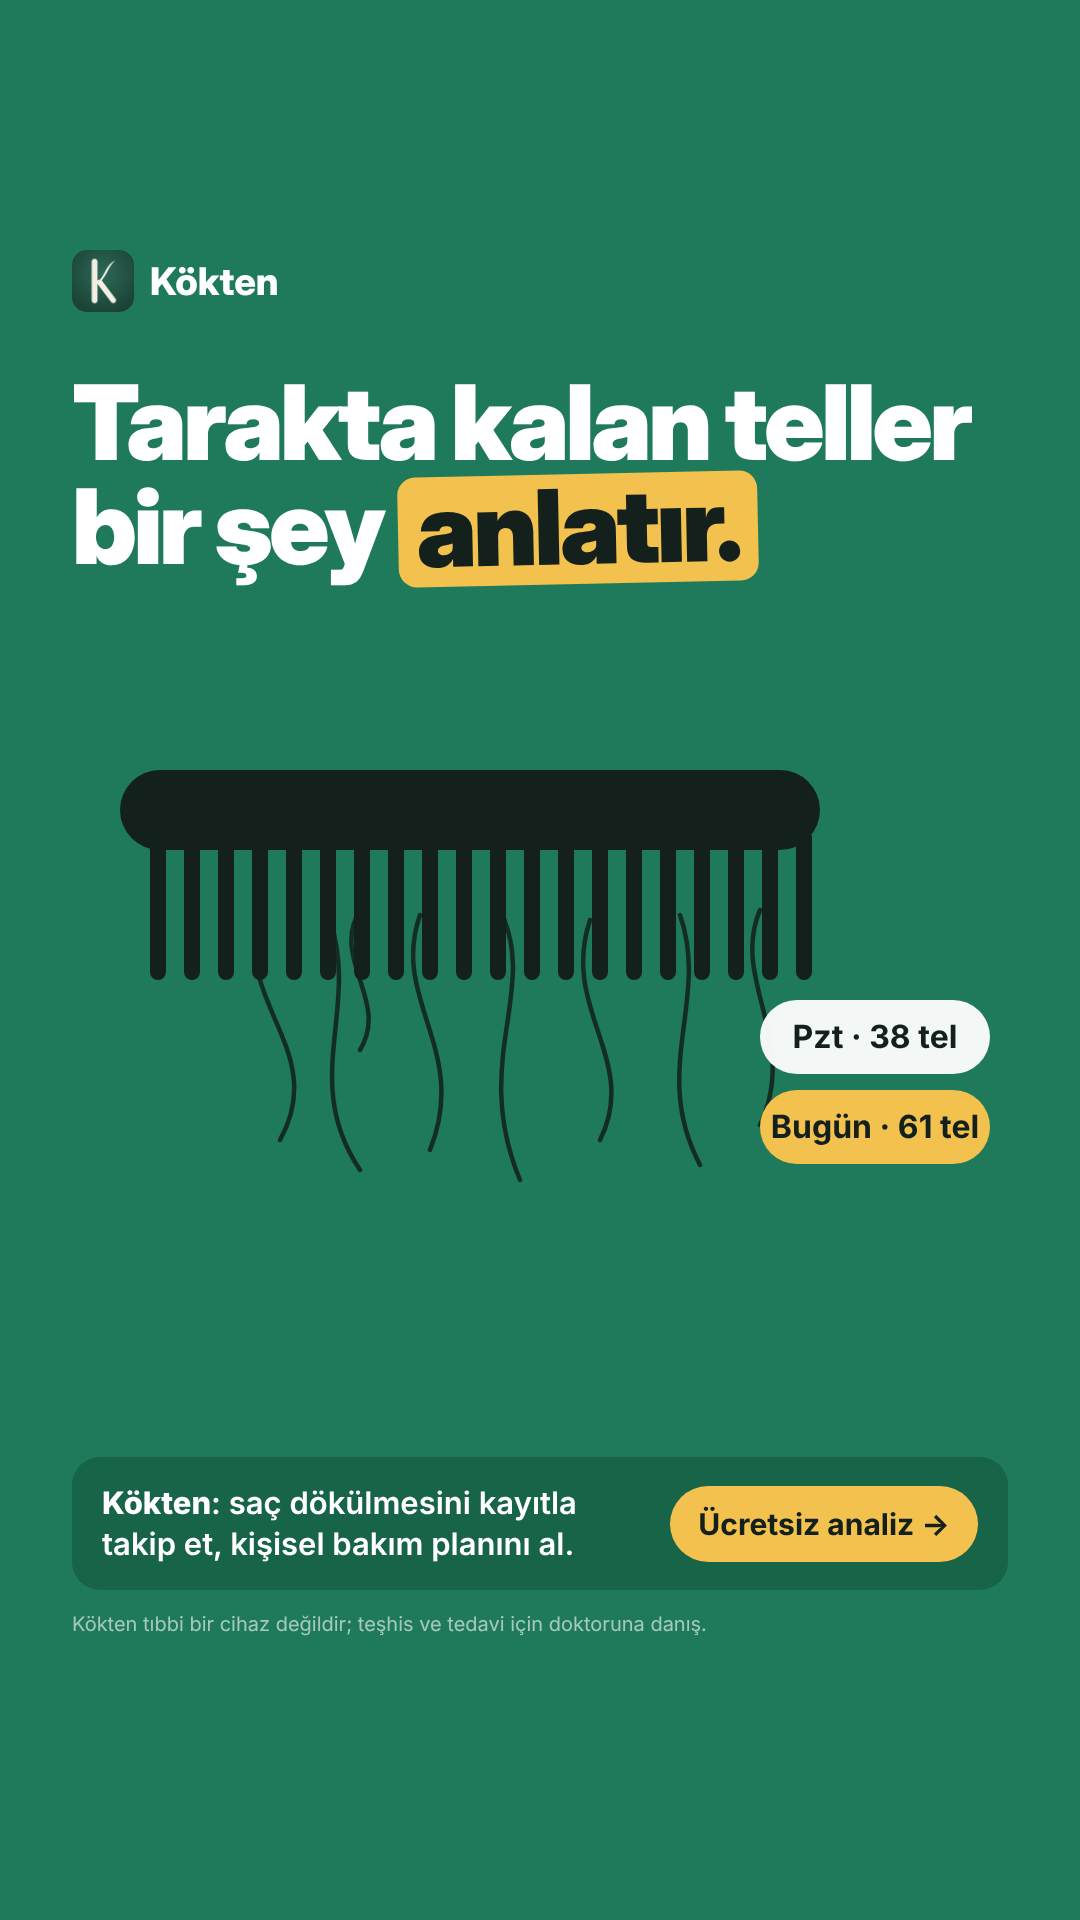 Kökten
Tarakta kalan teller
bir şey anlatır.
Pzt · 38 tel
Bugün · 61 tel
Kökten: saç dökülmesini kayıtla
takip et, kişisel bakım planını al.
Ücretsiz analiz →
Kökten tıbbi bir cihaz değildir; teşhis ve tedavi için doktoruna danış.